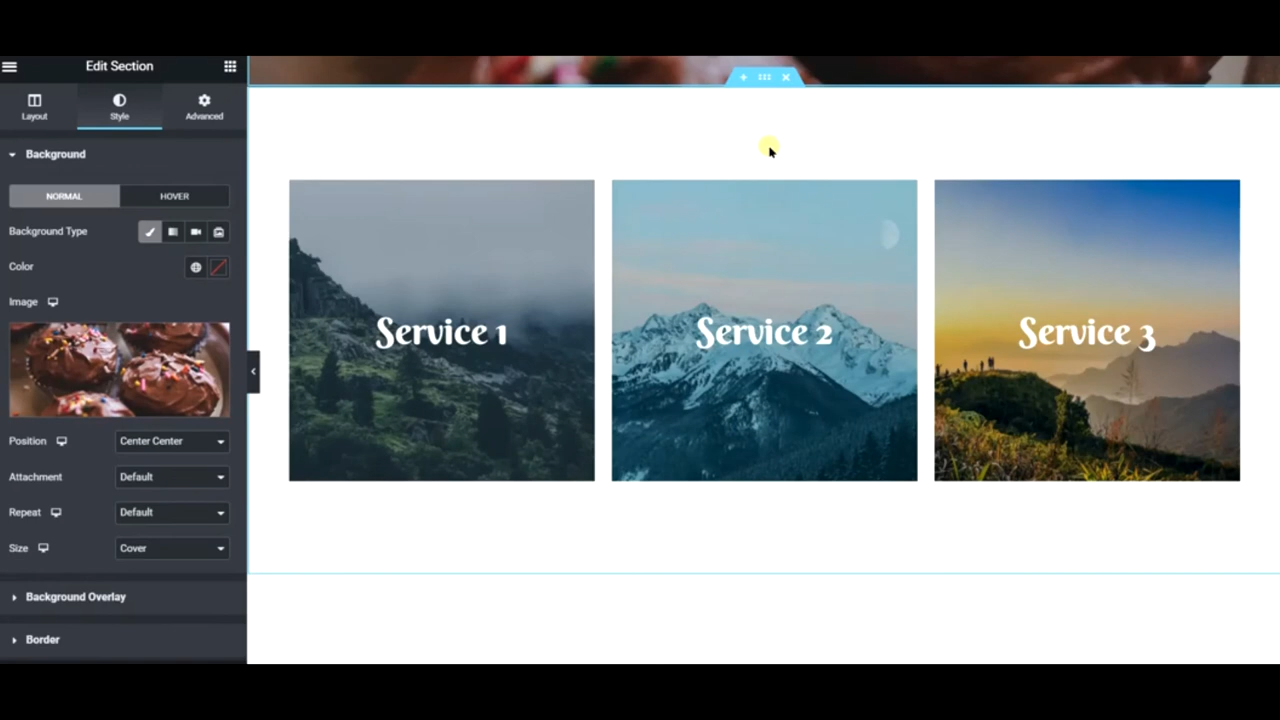 Edit Section
Layout
Style
Advanced
Background
NORMAL
HOVER
Background Type
Color
Image
Position
Center Center
Attachment
Default
Repeat
Default
Size
Cover
Background Overlay
Border
Service 1
Service 2
Service 3